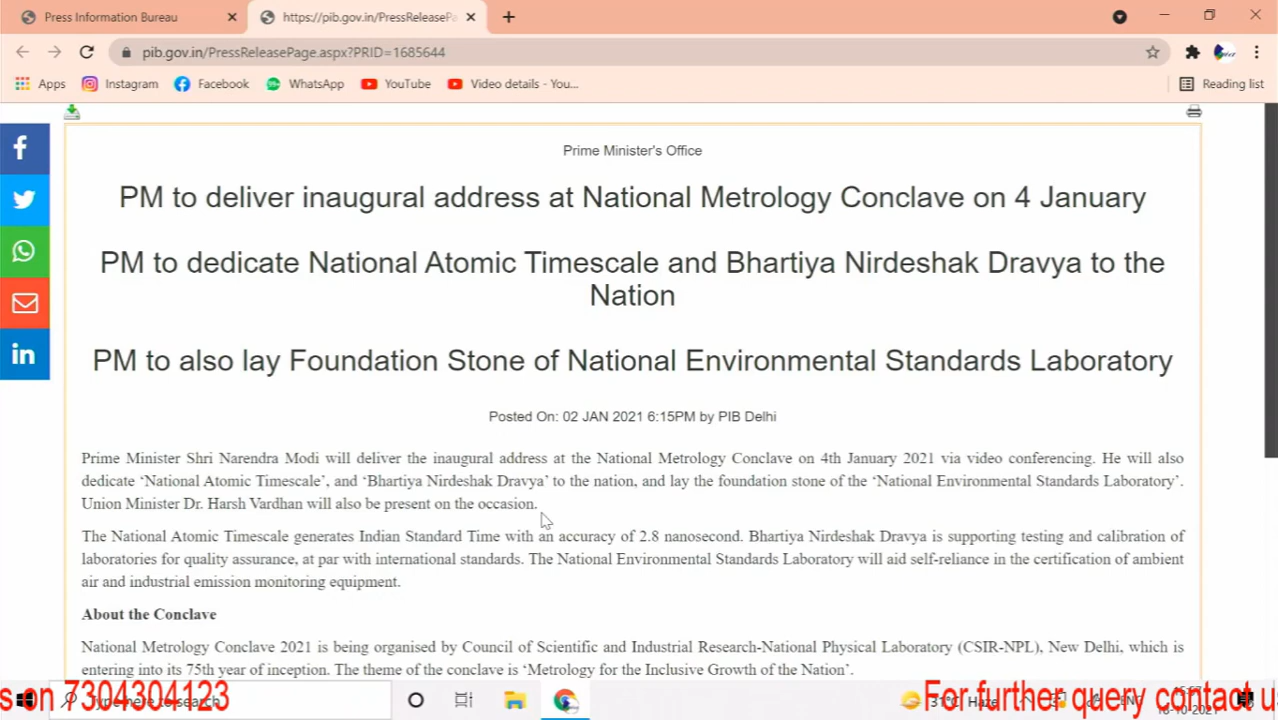 Press Information Bureau
https://pib.gov.in/PressReleasePa
pib.gov.in/PressReleasePage.aspx?PRID=1685644
Apps
Instagram
Facebook
WhatsApp
YouTube
Video details - You...
Reading list
Prime Minister's Office
PM to deliver inaugural address at National Metrology Conclave on 4 January
PM to dedicate National Atomic Timescale and Bhartiya Nirdeshak Dravya to the
Nation
PM to also lay Foundation Stone of National Environmental Standards Laboratory
Posted On: 02 JAN 2021 6:15PM by PIB Delhi
Prime Minister Shri Narendra Modi will deliver the inaugural address at the National Metrology Conclave on 4th January 2021 via video conferencing. He will also
dedicate ‘National Atomic Timescale’, and ‘Bhartiya Nirdeshak Dravya’ to the nation, and lay the foundation stone of the ‘National Environmental Standards Laboratory’.
Union Minister Dr. Harsh Vardhan will also be present on the occasion.
The National Atomic Timescale generates Indian Standard Time with an accuracy of 2.8 nanosecond. Bhartiya Nirdeshak Dravya is supporting testing and calibration of
laboratories for quality assurance, at par with international standards. The National Environmental Standards Laboratory will aid self-reliance in the certification of ambient
air and industrial emission monitoring equipment.
About the Conclave
National Metrology Conclave 2021 is being organised by Council of Scientific and Industrial Research-National Physical Laboratory (CSIR-NPL), New Delhi, which is
entering into its 75th year of inception. The theme of the conclave is ‘Metrology for the Inclusive Growth of the Nation’.
s on 7304304123
here to search
For further query contact us
31°C Haze
ENG